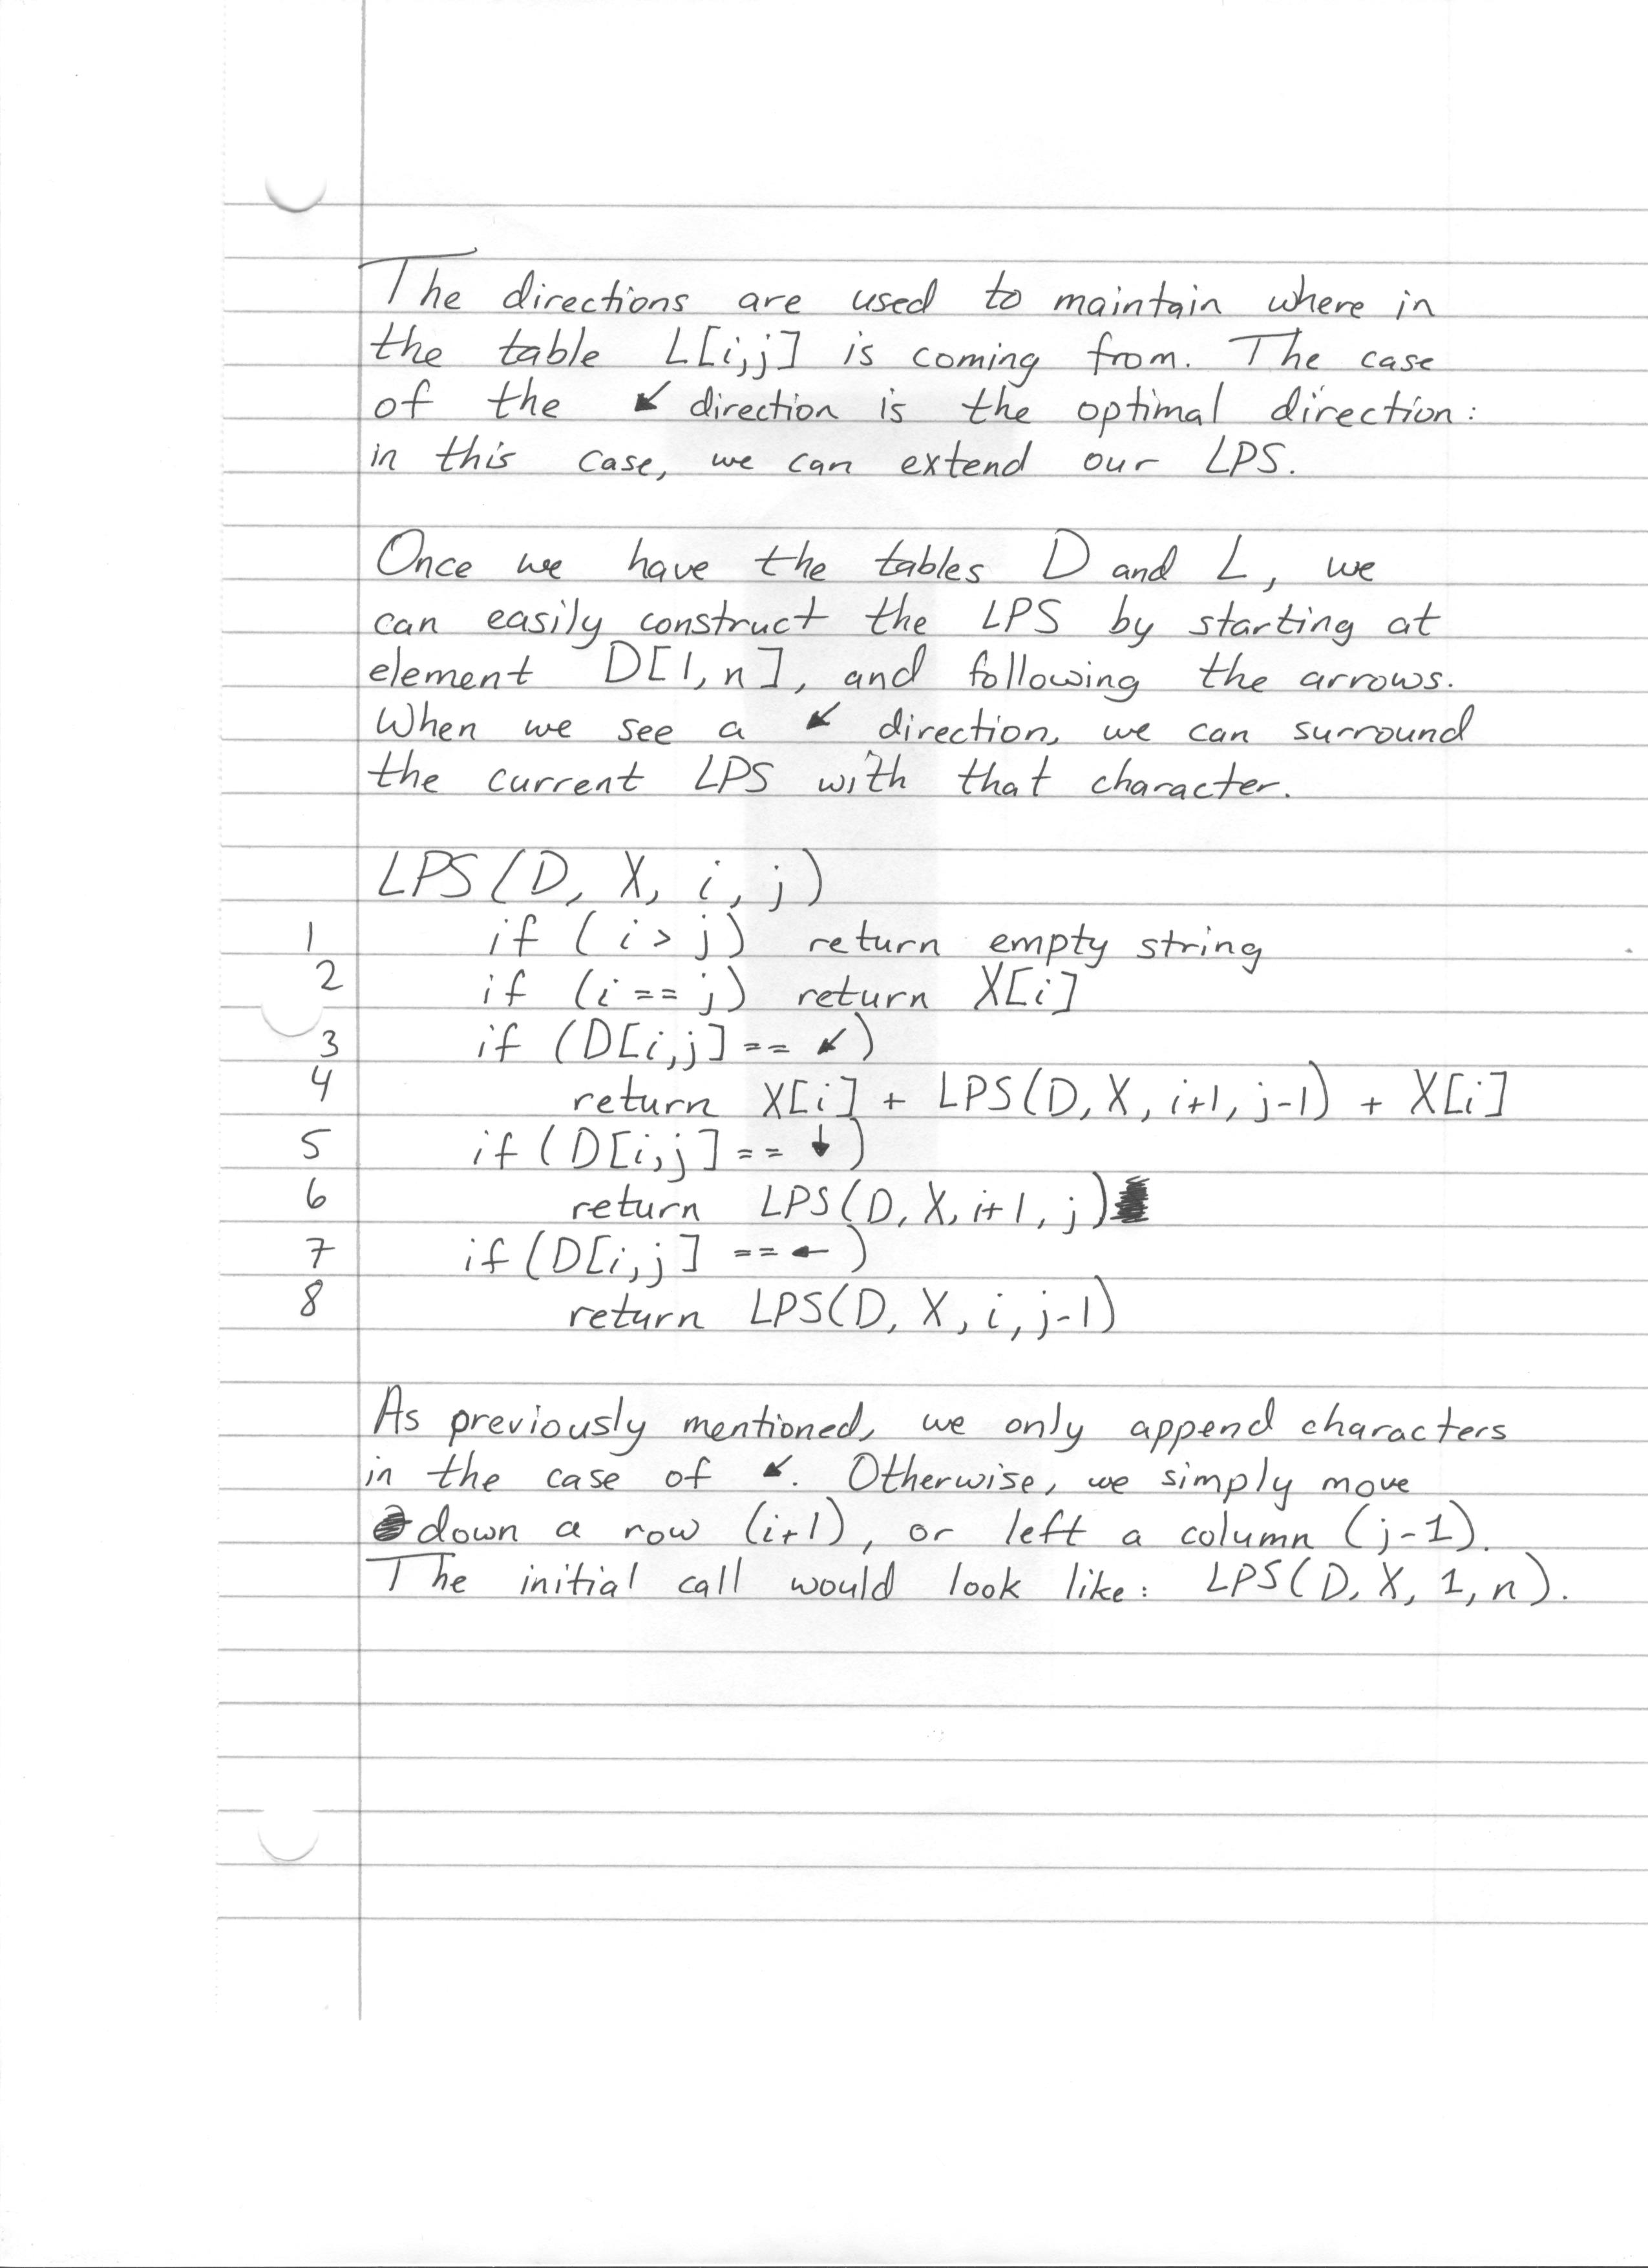 The directions are used to maintain where in
the table L[i,j] is coming from. The case
of the ↙ direction is the optimal direction:
in this case, we can extend our LPS.
Once we have the tables D and L, we
can easily construct the LPS by starting at
element D[1,n], and following the arrows.
When we see a ↙ direction, we can surround
the current LPS with that character.
LPS(D, X, i, j)
1 if (i > j) return empty string
2 if (i == j) return X[i]
3 if (D[i,j] == ↙)
4 return X[i] + LPS(D, X, i+1, j-1) + X[i]
5 if (D[i,j] == ↓)
6 return LPS(D, X, i+1, j)
7 if (D[i,j] == ←)
8 return LPS(D, X, i, j-1)
As previously mentioned, we only append characters
in the case of ↙. Otherwise, we simply move
down a row (i+1), or left a column (j-1).
The initial call would look like: LPS(D, X, 1, n).